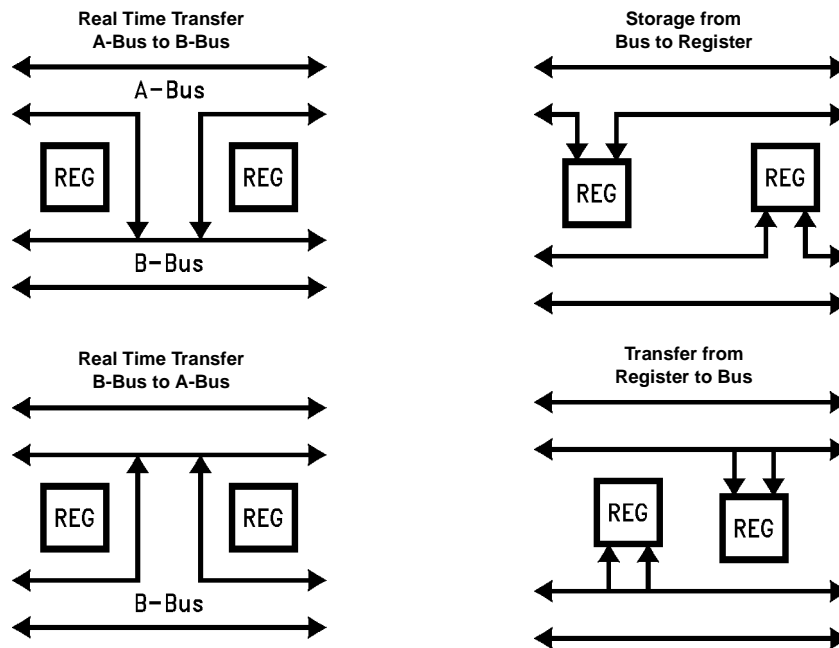 Real Time Transfer
A-Bus to B-Bus
A-Bus
REG
REG
B-Bus
Storage from
Bus to Register
REG
REG
Real Time Transfer
B-Bus to A-Bus
REG
REG
B-Bus
Transfer from
Register to Bus
REG
REG